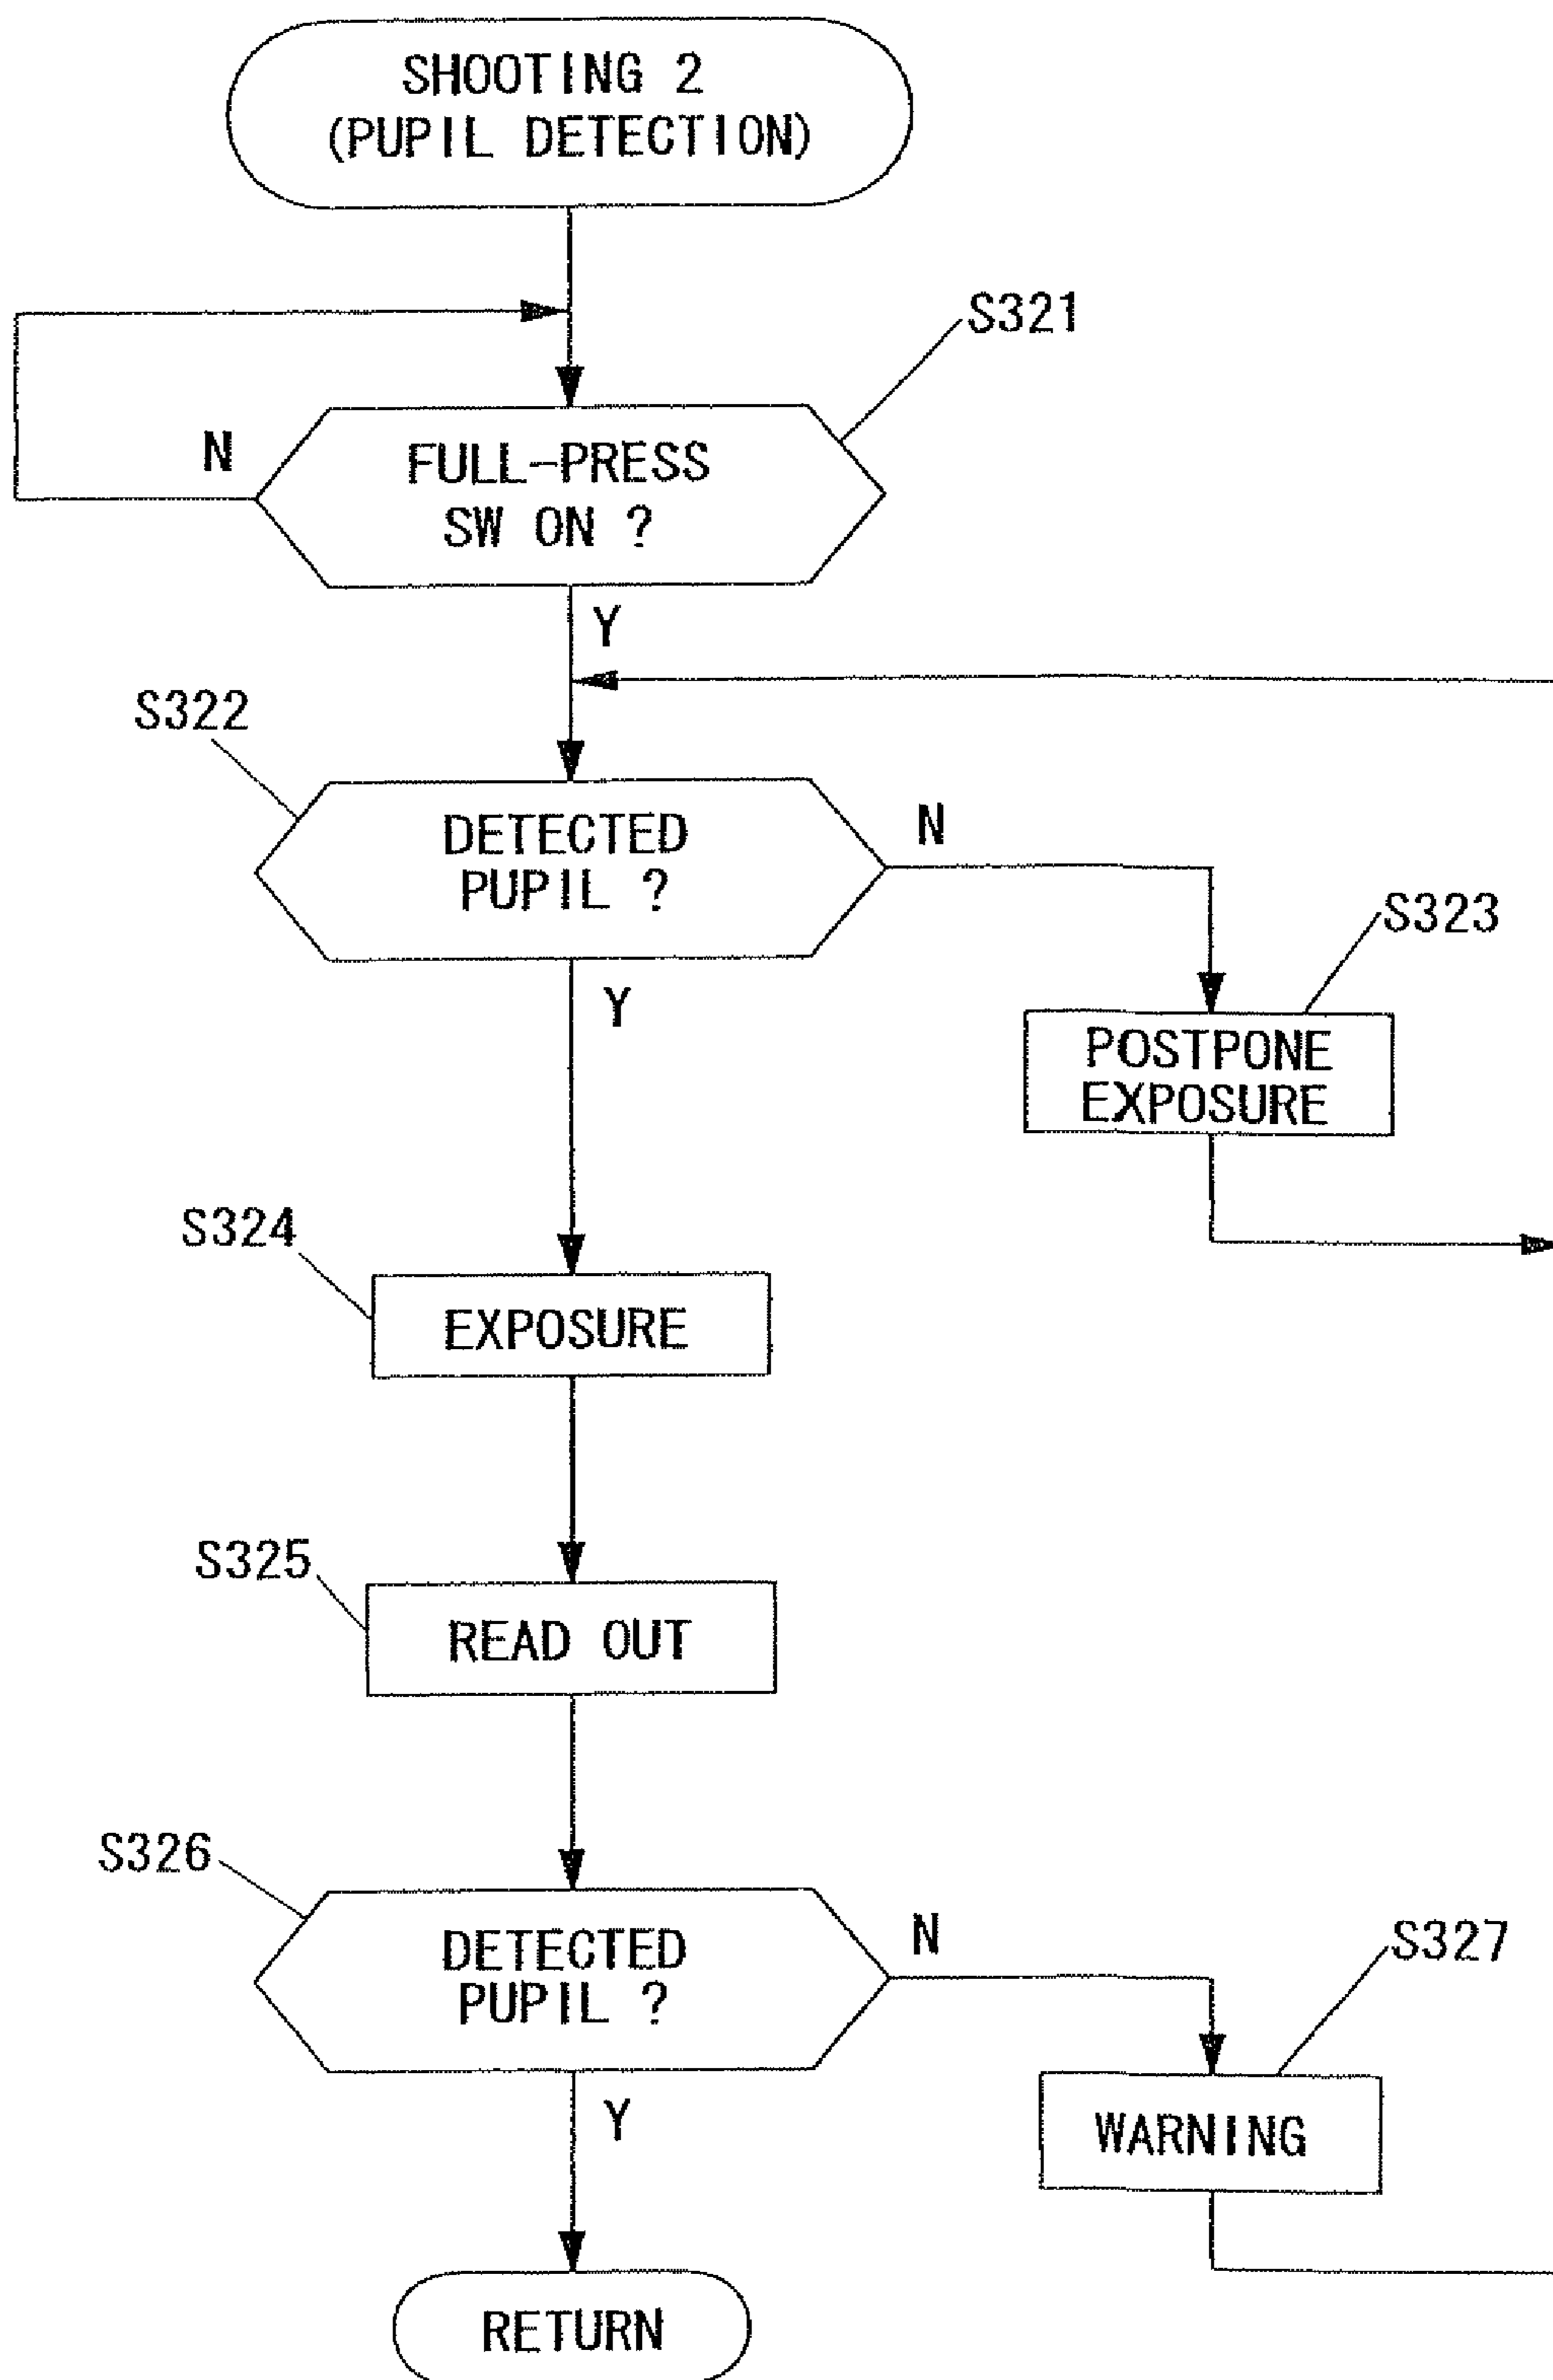 SHOOTING 2
(PUPIL DETECTION)
S321
N
FULL-PRESS
SW ON ?
Y
S322
N
DETECTED
PUPIL ?
S323
Y
POSTPONE
EXPOSURE
S324
EXPOSURE
S325
READ OUT
S326
N
S327
DETECTED
PUPIL ?
Y
WARNING
RETURN